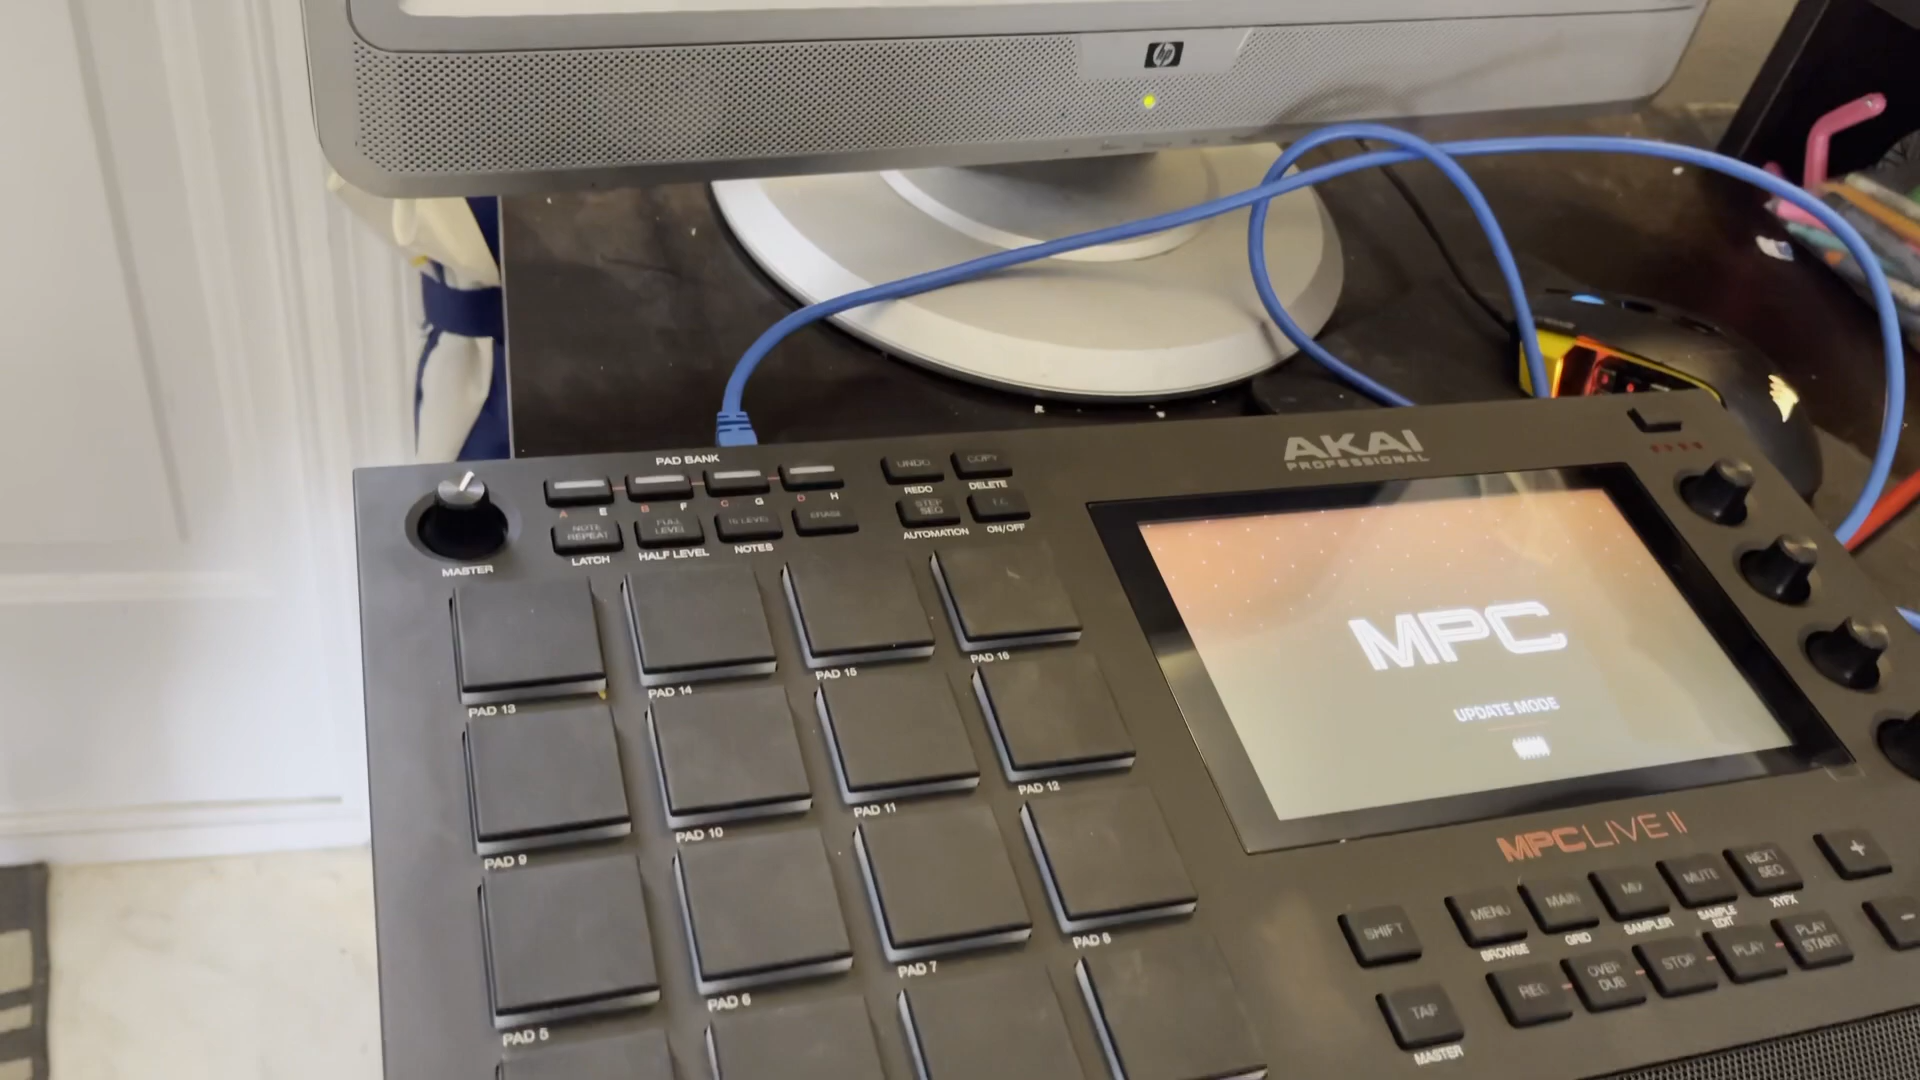 hp
PAD BANK
A E B F C G D H
UNDO COPY
REDO DELETE
NOTE REPEAT
FULL LEVEL
16 LEVEL
ERASE
STEP SEQ
LATCH HALF LEVEL NOTES
AUTOMATION ON/OFF
MASTER
AKAI
PROFESSIONAL
MPC
UPDATE MODE
MPC LIVE II
PAD 13 PAD 14 PAD 15 PAD 16
PAD 9 PAD 10 PAD 11 PAD 12
PAD 5 PAD 6 PAD 7 PAD 8
SHIFT
MENU MAIN MIX MUTE NEXT SEQ +
BROWSE GRID SAMPLER SAMPLE EDIT XYFX
REC OVER DUB STOP PLAY PLAY START -
TAP
MASTER